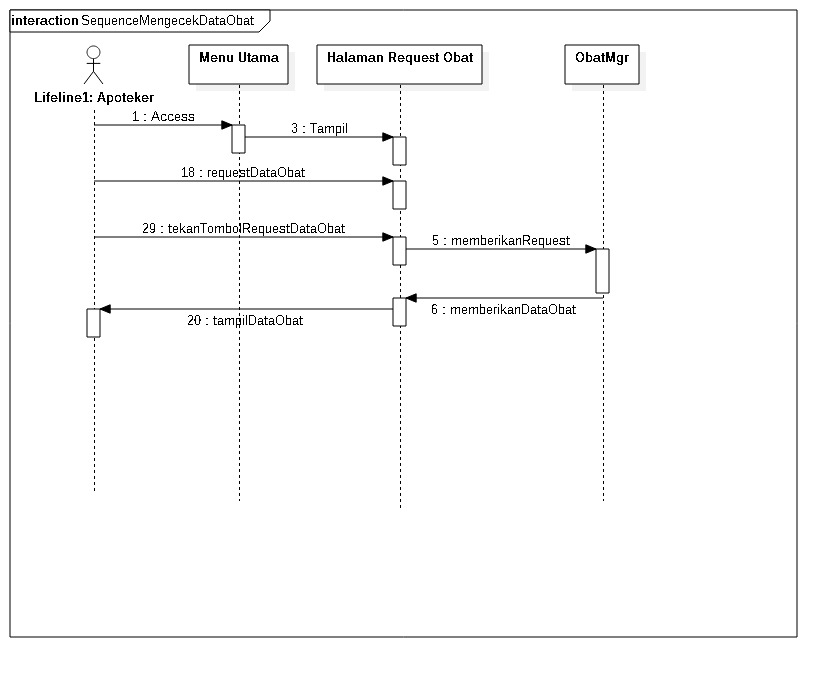 interaction SequenceMengecekDataObat
Menu Utama
Halaman Request Obat
ObatMgr
Lifeline1: Apoteker
1 : Access
3 : Tampil
18 : requestDataObat
29 : tekanTombolRequestDataObat
5 : memberikanRequest
6 : memberikanDataObat
20 : tampilDataObat